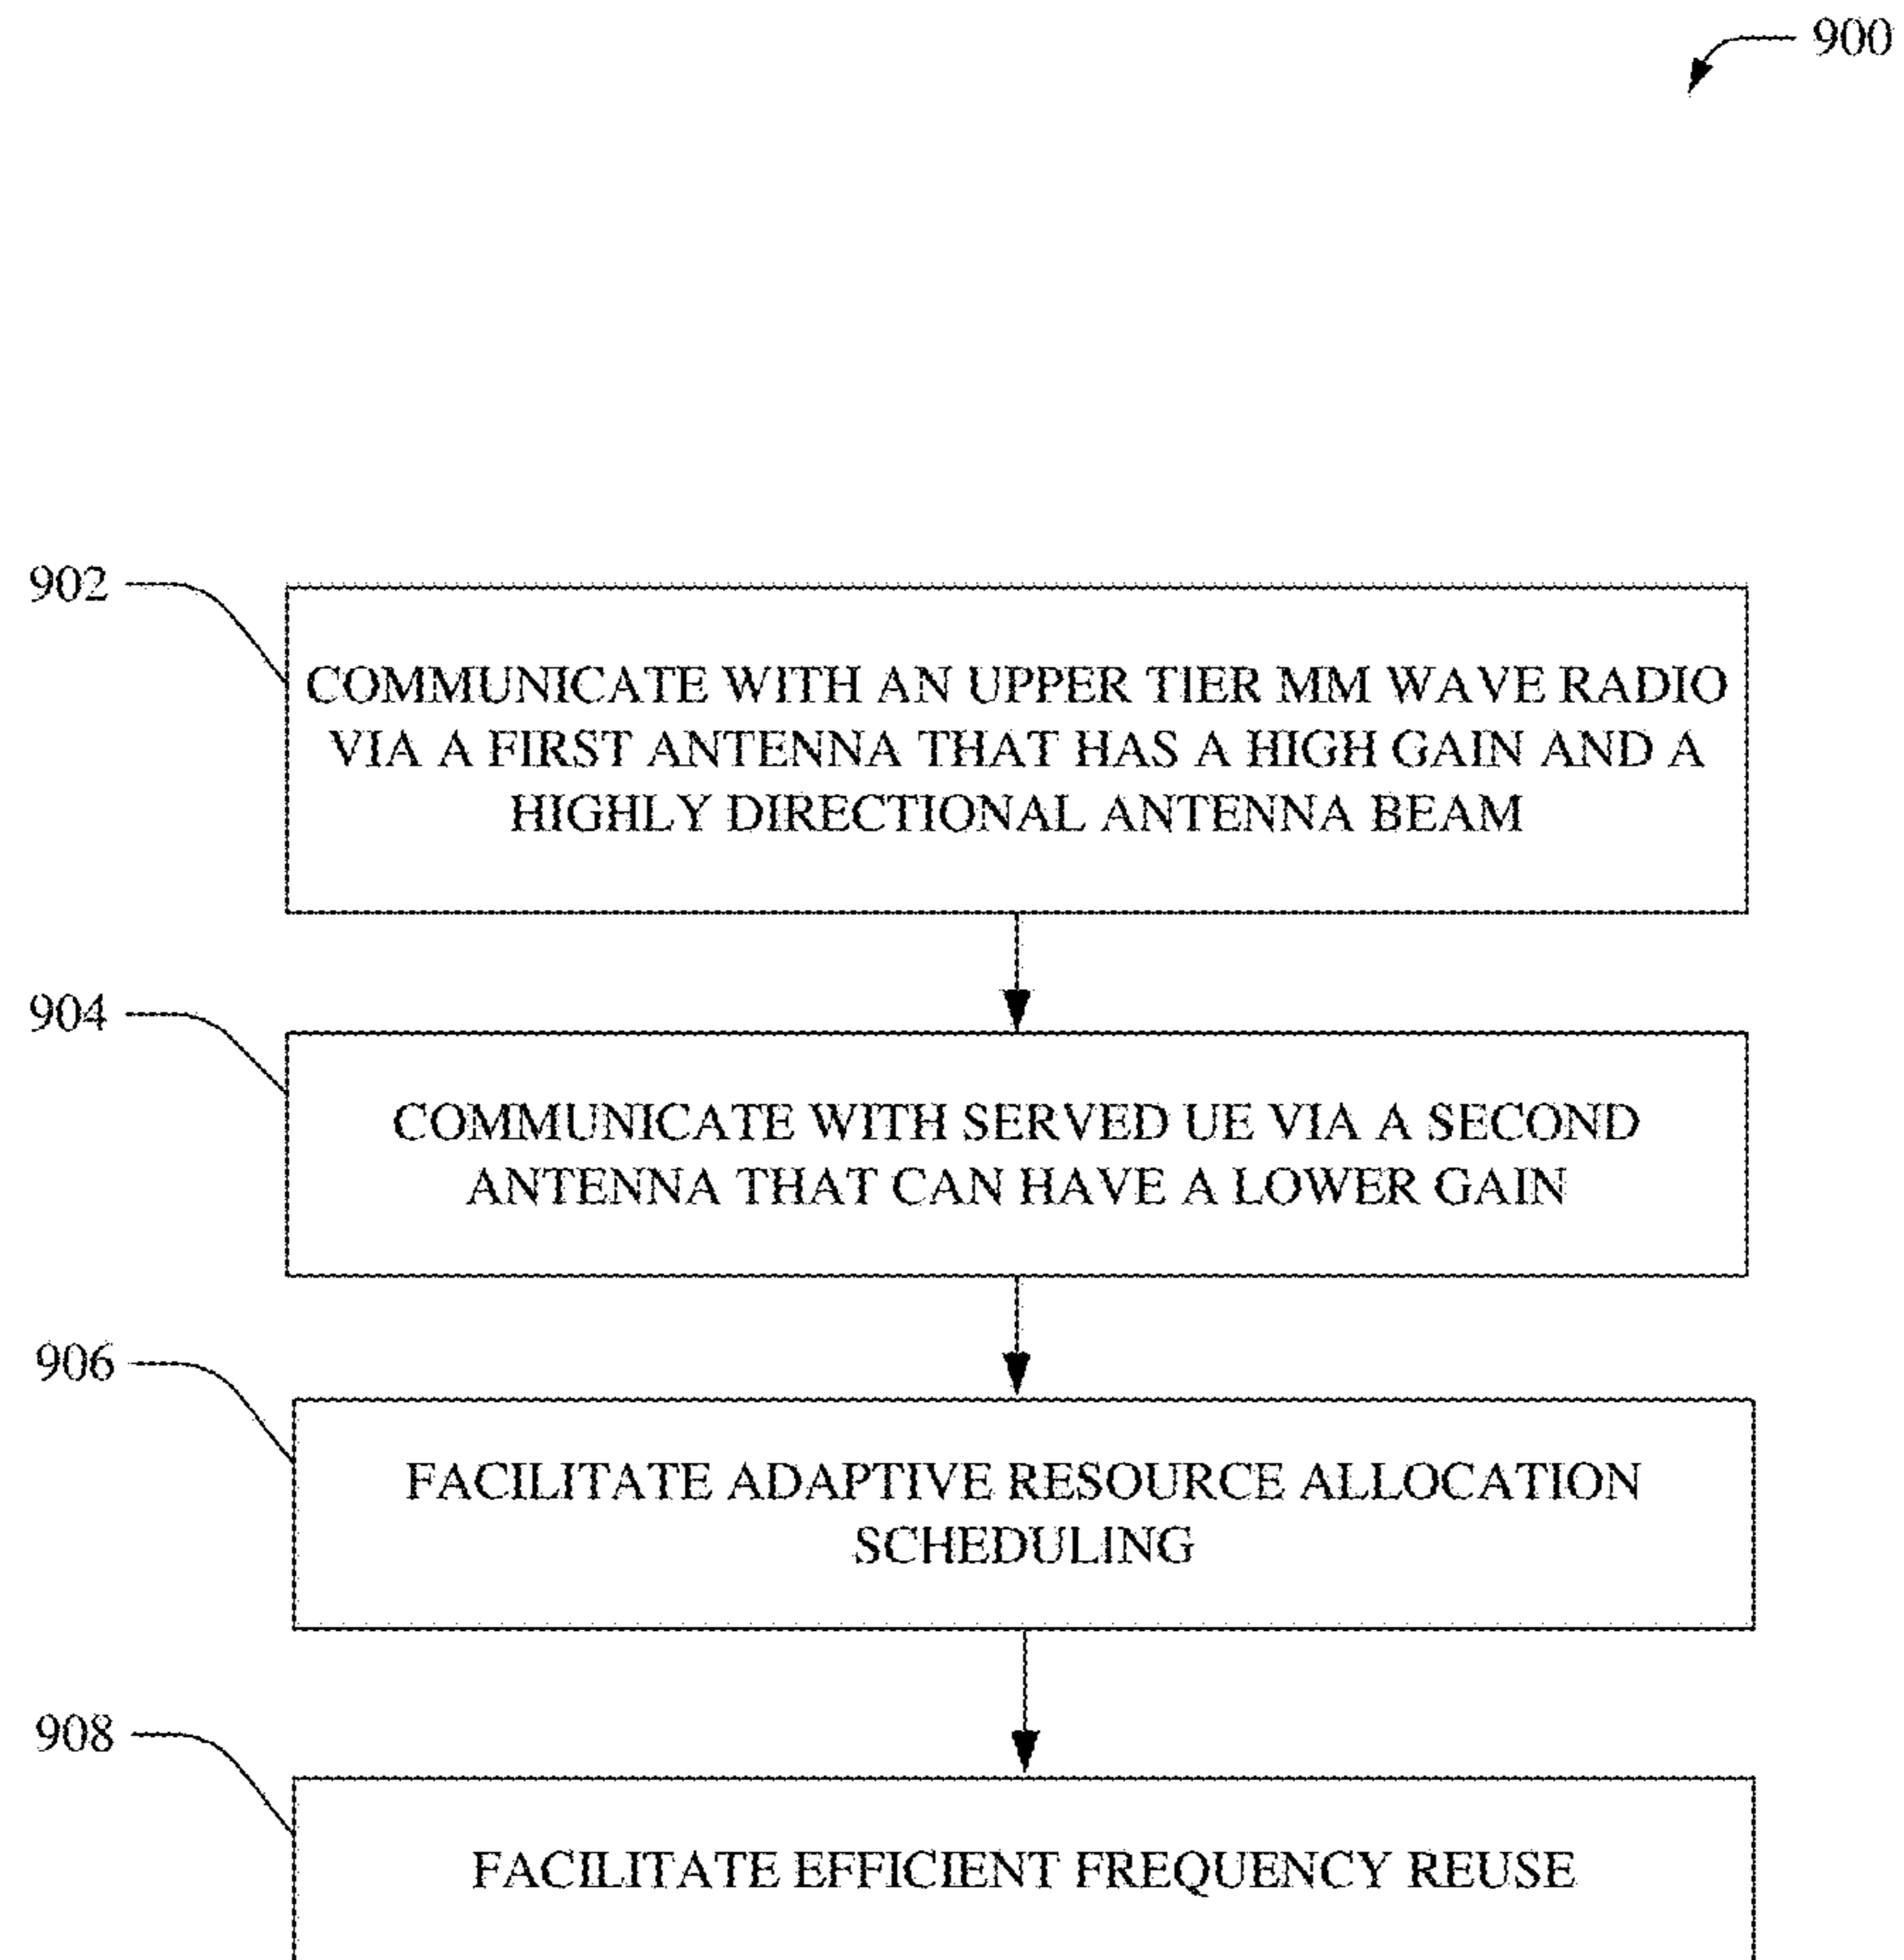 900
902
COMMUNICATE WITH AN UPPER TIER MM WAVE RADIO
VIA A FIRST ANTENNA THAT HAS A HIGH GAIN AND A
HIGHLY DIRECTIONAL ANTENNA BEAM
904
COMMUNICATE WITH SERVED UE VIA A SECOND
ANTENNA THAT CAN HAVE A LOWER GAIN
906
FACILITATE ADAPTIVE RESOURCE ALLOCATION
SCHEDULING
908
FACILITATE EFFICIENT FREQUENCY REUSE